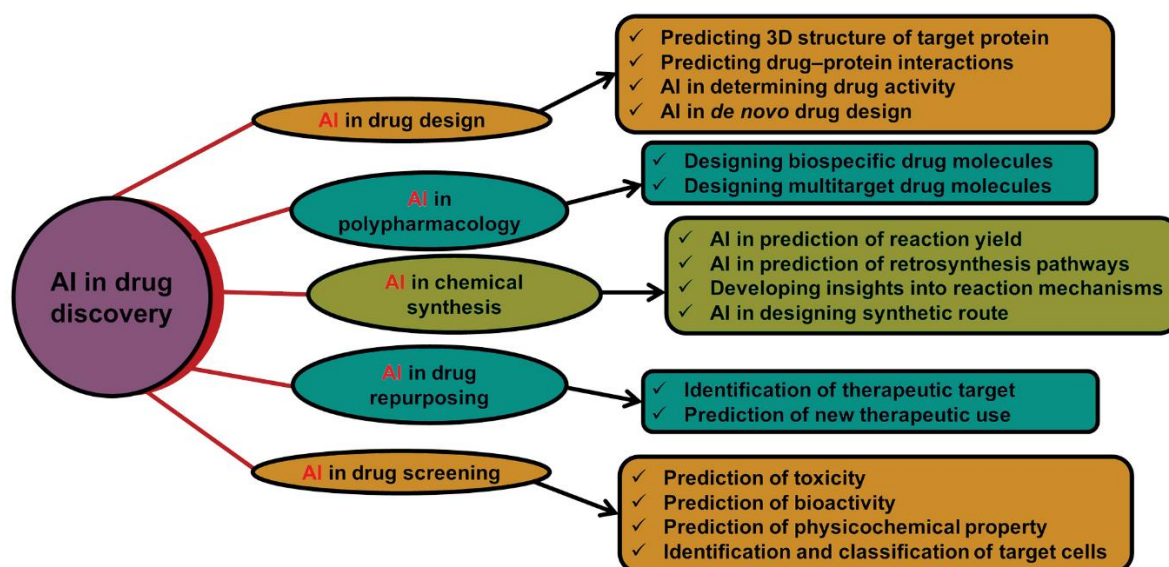 AI in drug
discovery
AI in drug design
✓ Predicting 3D structure of target protein
✓ Predicting drug–protein interactions
✓ AI in determining drug activity
✓ AI in de novo drug design
AI in
polypharmacology
✓ Designing biospecific drug molecules
✓ Designing multitarget drug molecules
AI in chemical
synthesis
✓ AI in prediction of reaction yield
✓ AI in prediction of retrosynthesis pathways
✓ Developing insights into reaction mechanisms
✓ AI in designing synthetic route
AI in drug
repurposing
✓ Identification of therapeutic target
✓ Prediction of new therapeutic use
AI in drug screening
✓ Prediction of toxicity
✓ Prediction of bioactivity
✓ Prediction of physicochemical property
✓ Identification and classification of target cells